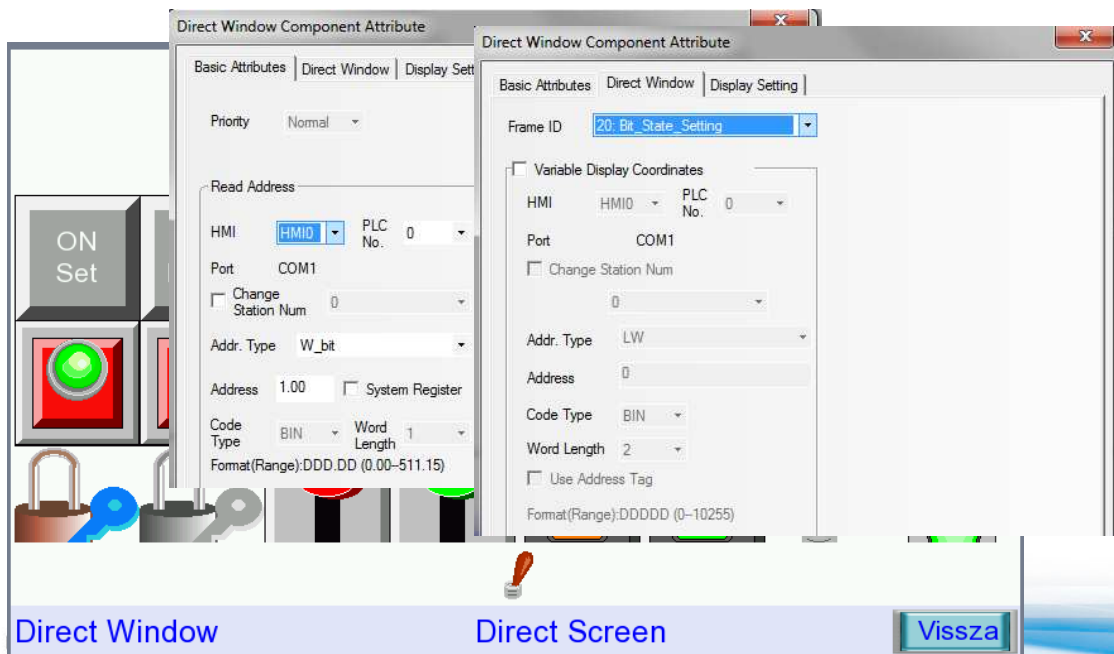 Direct Window Component Attribute
Basic Attributes Direct Window Display Sett
Priority Normal
Read Address
HMI HMI0 PLC No. 0
Port COM1
Change Station Num 0
Addr. Type W_bit
Address 1.00 System Register
Code Type BIN Word Length 1
Format(Range):DDD.DD (0.00~511.15)
Direct Window Component Attribute
Basic Attributes Direct Window Display Setting
Frame ID 20: Bit_State_Setting
Variable Display Coordinates
HMI HMI0 PLC No. 0
Port COM1
Change Station Num
0
Addr. Type LW
Address 0
Code Type BIN
Word Length 2
Use Address Tag
Format(Range):DDDDD (0~10255)
ON
Set
Direct Window Direct Screen Vissza